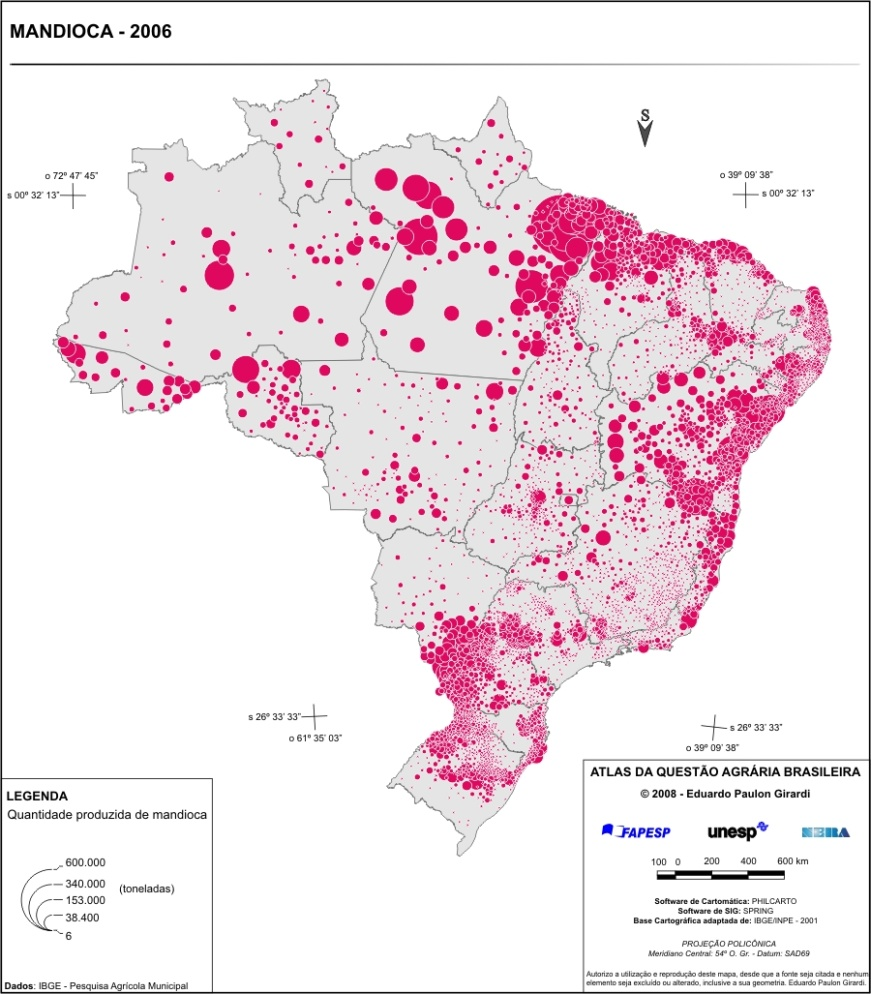 MANDIOCA - 2006
S
o 72º 47' 45"
s 00º 32' 13"
o 39º 09' 38"
s 00º 32' 13"
s 26º 33' 33"
o 61º 35' 03"
s 26º 33' 33"
o 39º 09' 38"
LEGENDA
Quantidade produzida de mandioca
600.000
340.000
153.000
38.400
6
(toneladas)
Dados: IBGE - Pesquisa Agrícola Municipal
ATLAS DA QUESTÃO AGRÁRIA BRASILEIRA
© 2008 - Eduardo Paulon Girardi
FAPESP
unesp
NERA
100 0 200 400 600 km
Software de Cartomática: PHILCARTO
Software de SIG: SPRING
Base Cartográfica adaptada de: IBGE/INPE - 2001
PROJEÇÃO POLICÔNICA
Meridiano Central: 54º O. Gr. - Datum: SAD69
Autorizo a utilização e reprodução deste mapa, desde que a fonte seja citada e nenhum
elemento seja excluído ou alterado, inclusive a sua geometria. Eduardo Paulon Girardi.